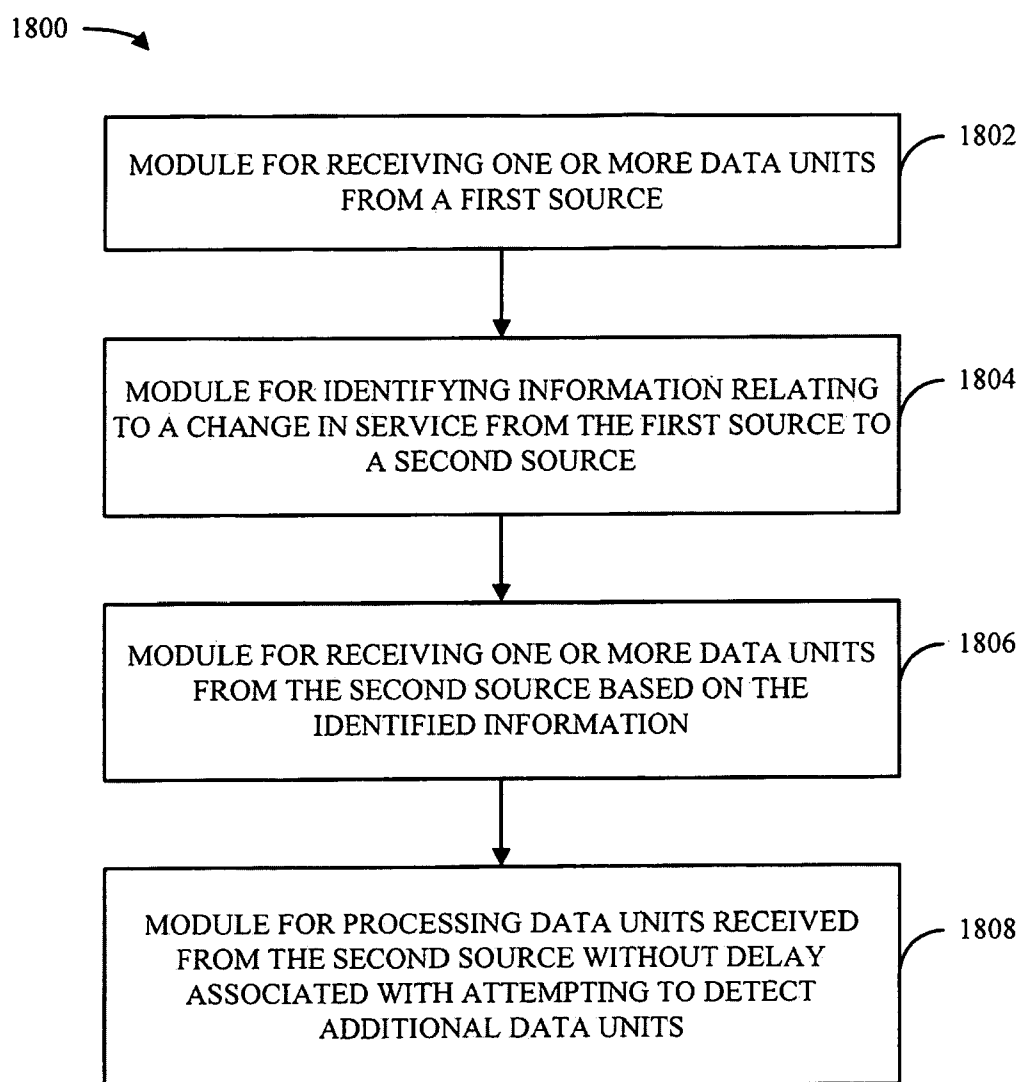 1800
MODULE FOR RECEIVING ONE OR MORE DATA UNITS
FROM A FIRST SOURCE
1802
MODULE FOR IDENTIFYING INFORMATION RELATING
TO A CHANGE IN SERVICE FROM THE FIRST SOURCE TO
A SECOND SOURCE
1804
MODULE FOR RECEIVING ONE OR MORE DATA UNITS
FROM THE SECOND SOURCE BASED ON THE
IDENTIFIED INFORMATION
1806
MODULE FOR PROCESSING DATA UNITS RECEIVED
FROM THE SECOND SOURCE WITHOUT DELAY
ASSOCIATED WITH ATTEMPTING TO DETECT
ADDITIONAL DATA UNITS
1808